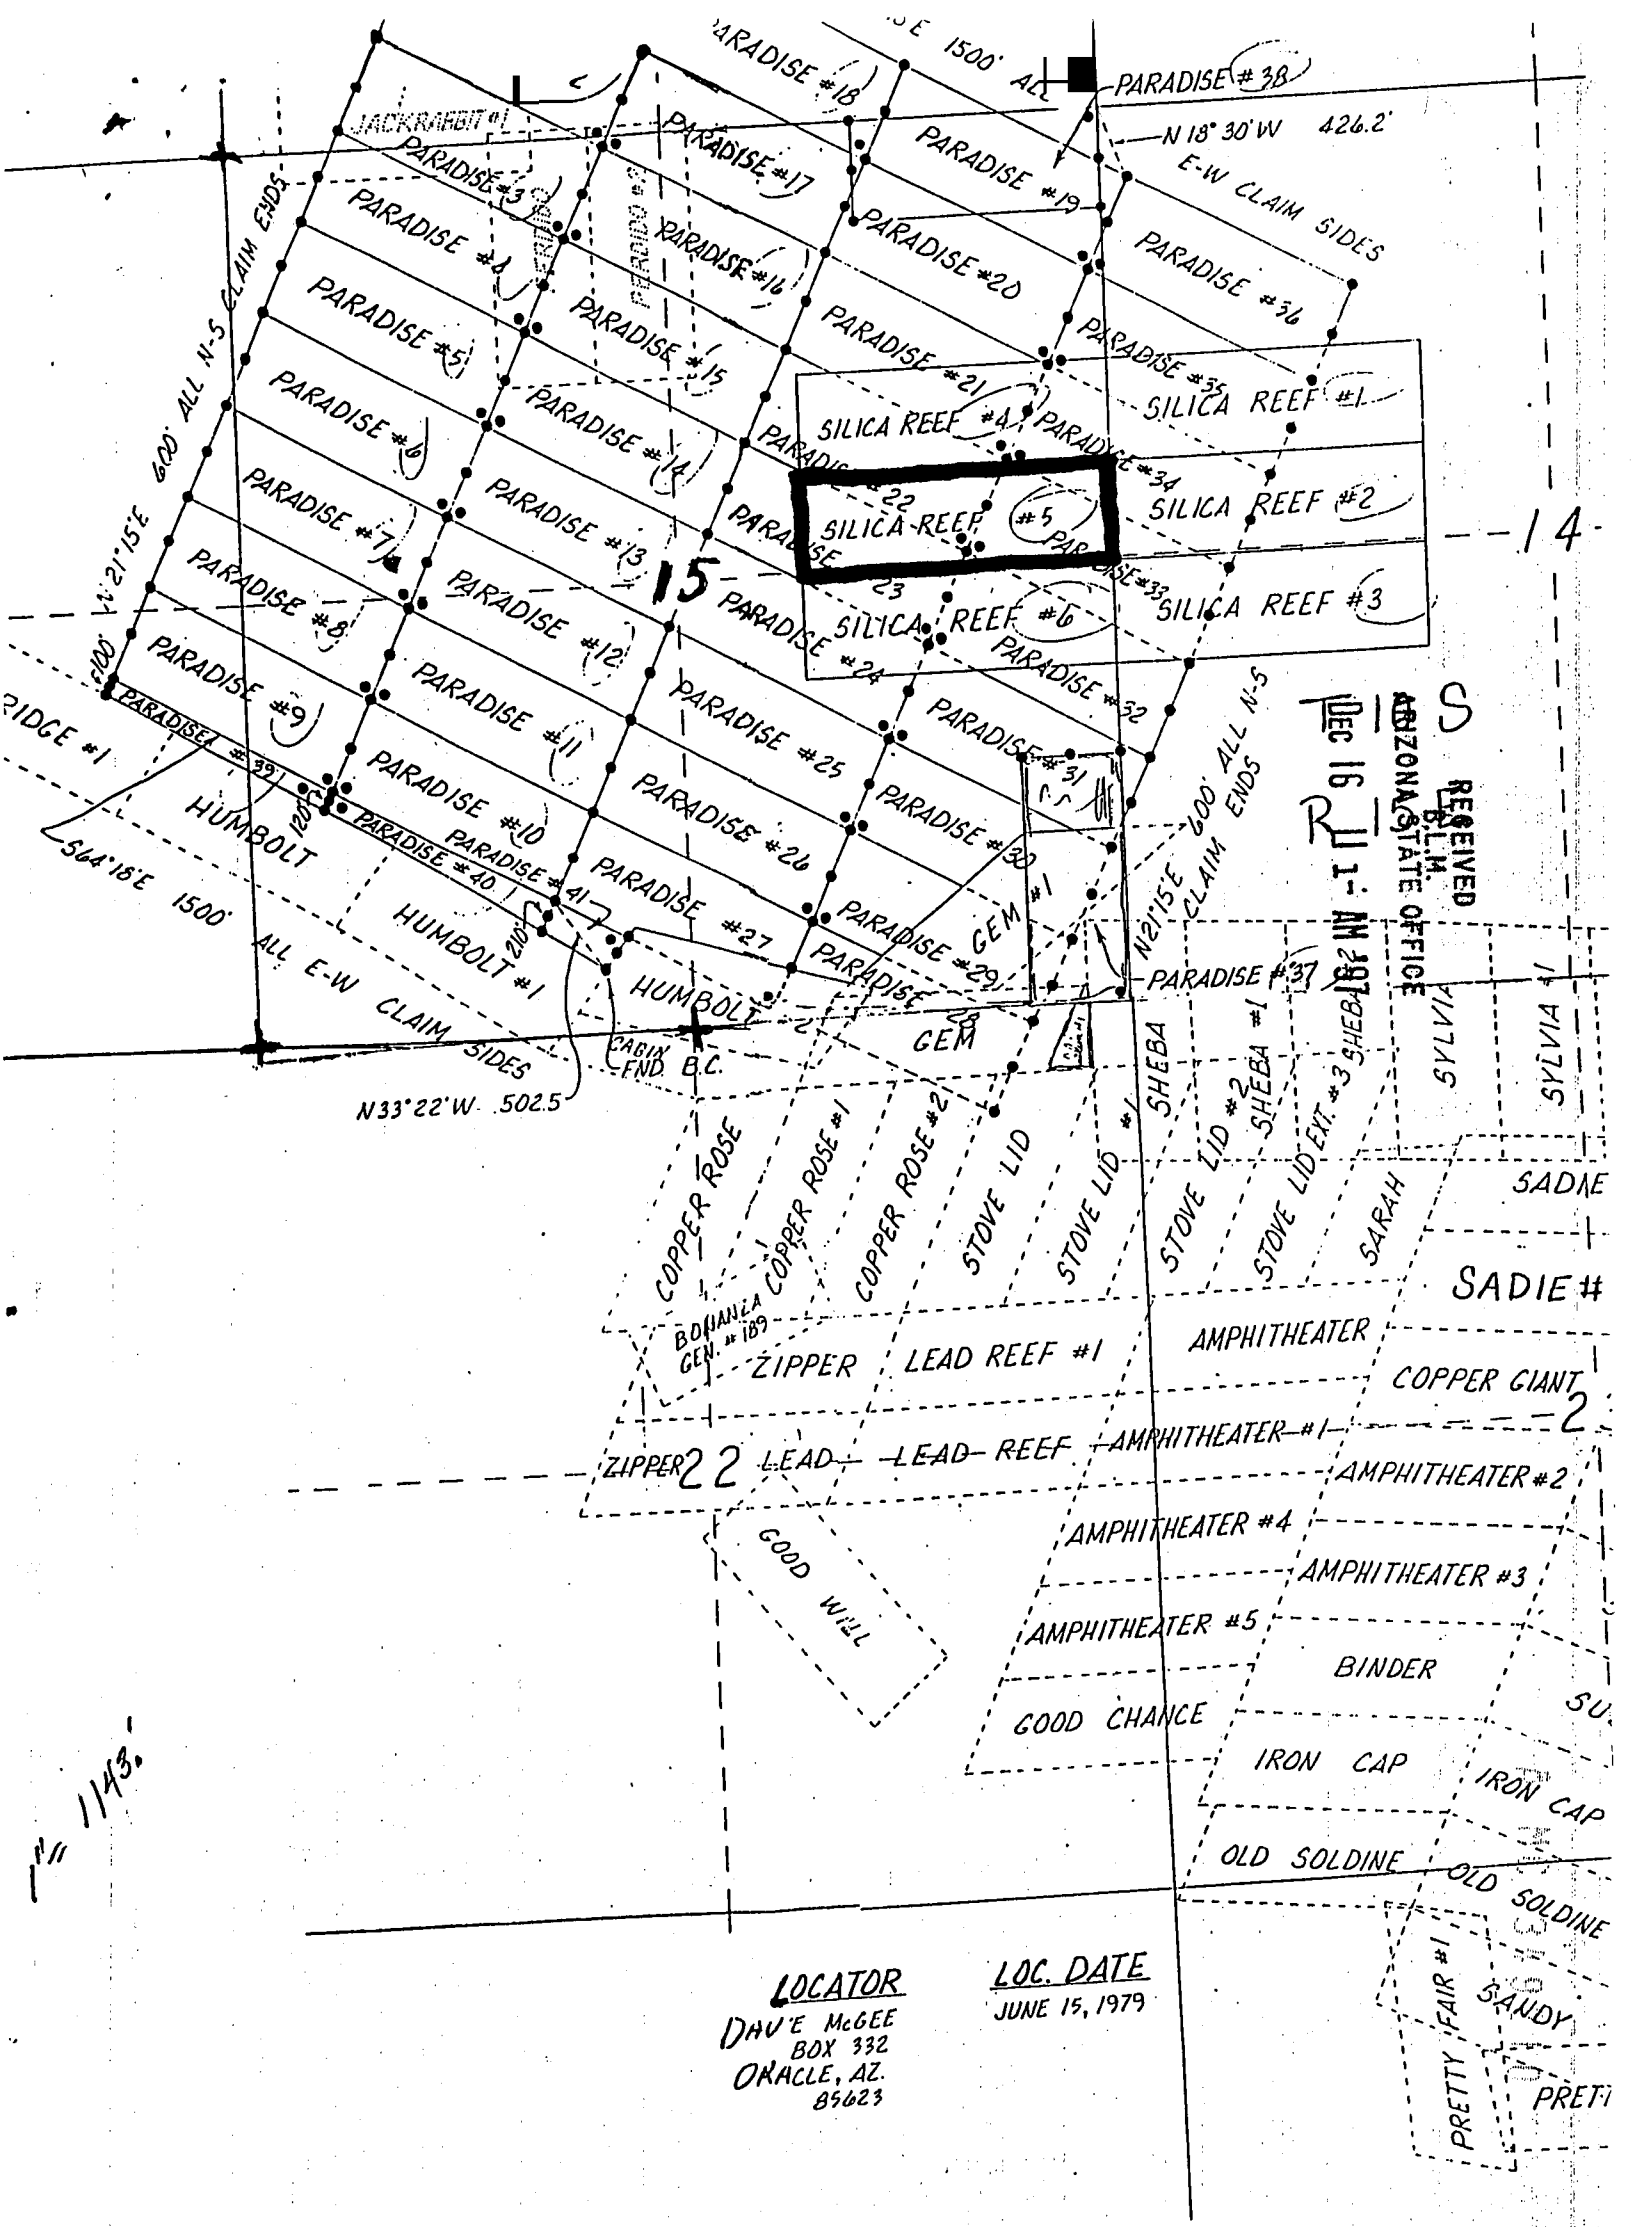 PARADISE #18
1500' ALL
PARADISE #38
N 18° 30' W 426.2'
E-W CLAIM SIDES
JACKRABBIT #1
PARADISE #3
PARADISE #17
PARADISE #19
PARADISE #4
PERDIDO #2
PARADISE #16
PARADISE #20
PARADISE #36
PARADISE #5
PARADISE #15
PARADISE #21
PARADISE #35
SILICA REEF #1
PARADISE #6
PARADISE #14
SILICA REEF #4
PARADISE #34
PARADISE #22
SILICA REEF #2
600' ALL N-S CLAIM ENDS
N 21° 15' E
PARADISE #7
PARADISE #13
15
PARADISE 23
SILICA REEF #5
PARADISE #33
14
PARADISE #8
PARADISE #12
PARADISE #24
SILICA REEF #6
SILICA REEF #3
100'
PARADISE #9
PARADISE #11
PARADISE #25
PARADISE #32
RIDGE #1
PARADISE #39
PARADISE #10
PARADISE #26
PARADISE #31
HUMBOLT
120'
PARADISE #40
PARADISE #41
PARADISE #27
PARADISE #30
GEM #1
N21°15'E 600' ALL N-S
CLAIM ENDS
S64°18'E 1500' ALL E-W CLAIM SIDES
HUMBOLT #1
210'
HUMBOLT 2
PARADISE #29
PARADISE 28
PARADISE #37
GEM
CABIN
FND. B.C.
N33°22'W 502.5
RECEIVED
B.L.M.
ARIZONA STATE OFFICE
DEC 16
SHEBA
SHEBA #1
SHEBA #2
SYLVIA
SYLVIA #1
COPPER ROSE
COPPER ROSE #1
COPPER ROSE #2
STOVE LID
STOVE LID #1
STOVE LID #2
STOVE LID EXT. #3
SARAH
SADIE
SADIE #
BONANZA
GEN. #189
ZIPPER
LEAD REEF #1
AMPHITHEATER
COPPER GIANT
2
ZIPPER
22
LEAD
LEAD REEF
AMPHITHEATER #1
AMPHITHEATER #2
GOOD WILL
AMPHITHEATER #4
AMPHITHEATER #3
AMPHITHEATER #5
BINDER
SU
GOOD CHANCE
IRON CAP
IRON CAP
1" = 1143'
OLD SOLDINE
OLD SOLDINE
PRETTY FAIR #1
SANDY
PRETT
LOCATOR
DAVE McGEE
BOX 332
ORACLE, AZ.
85623
LOC. DATE
JUNE 15, 1979